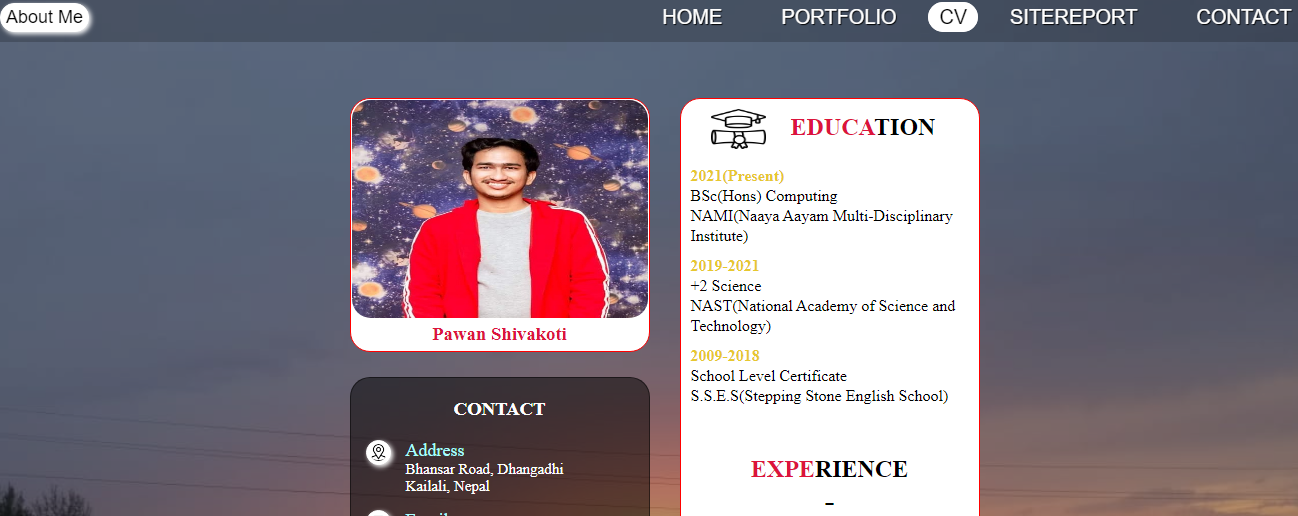 About Me
HOME
PORTFOLIO
CV
SITEREPORT
CONTACT
Pawan Shivakoti
CONTACT
Address
Bhansar Road, Dhangadhi
Kailali, Nepal
EDUCATION
2021(Present)
BSc(Hons) Computing
NAMI(Naaya Aayam Multi-Disciplinary
Institute)
2019-2021
+2 Science
NAST(National Academy of Science and
Technology)
2009-2018
School Level Certificate
S.S.E.S(Stepping Stone English School)
EXPERIENCE
-